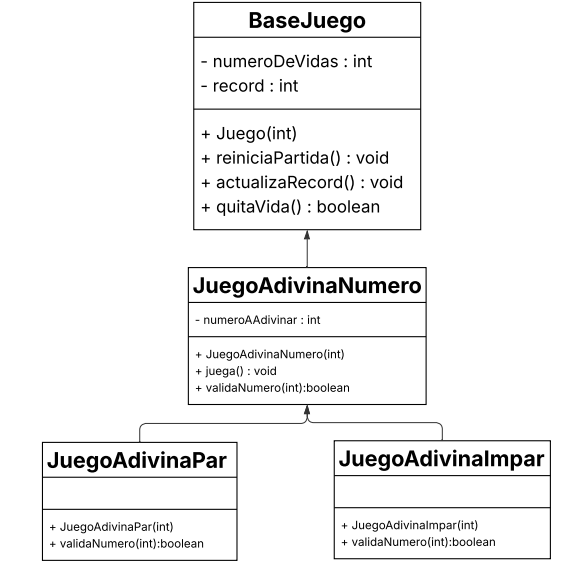 BaseJuego
- numeroDeVidas : int
- record : int
+ Juego(int)
+ reiniciaPartida() : void
+ actualizaRecord() : void
+ quitaVida() : boolean
JuegoAdivinaNumero
- numeroAAdivinar : int
+ JuegoAdivinaNumero(int)
+ juega() : void
+ validaNumero(int):boolean
JuegoAdivinaPar
+ JuegoAdivinaPar(int)
+ validaNumero(int):boolean
JuegoAdivinaImpar
+ JuegoAdivinaImpar(int)
+ validaNumero(int):boolean